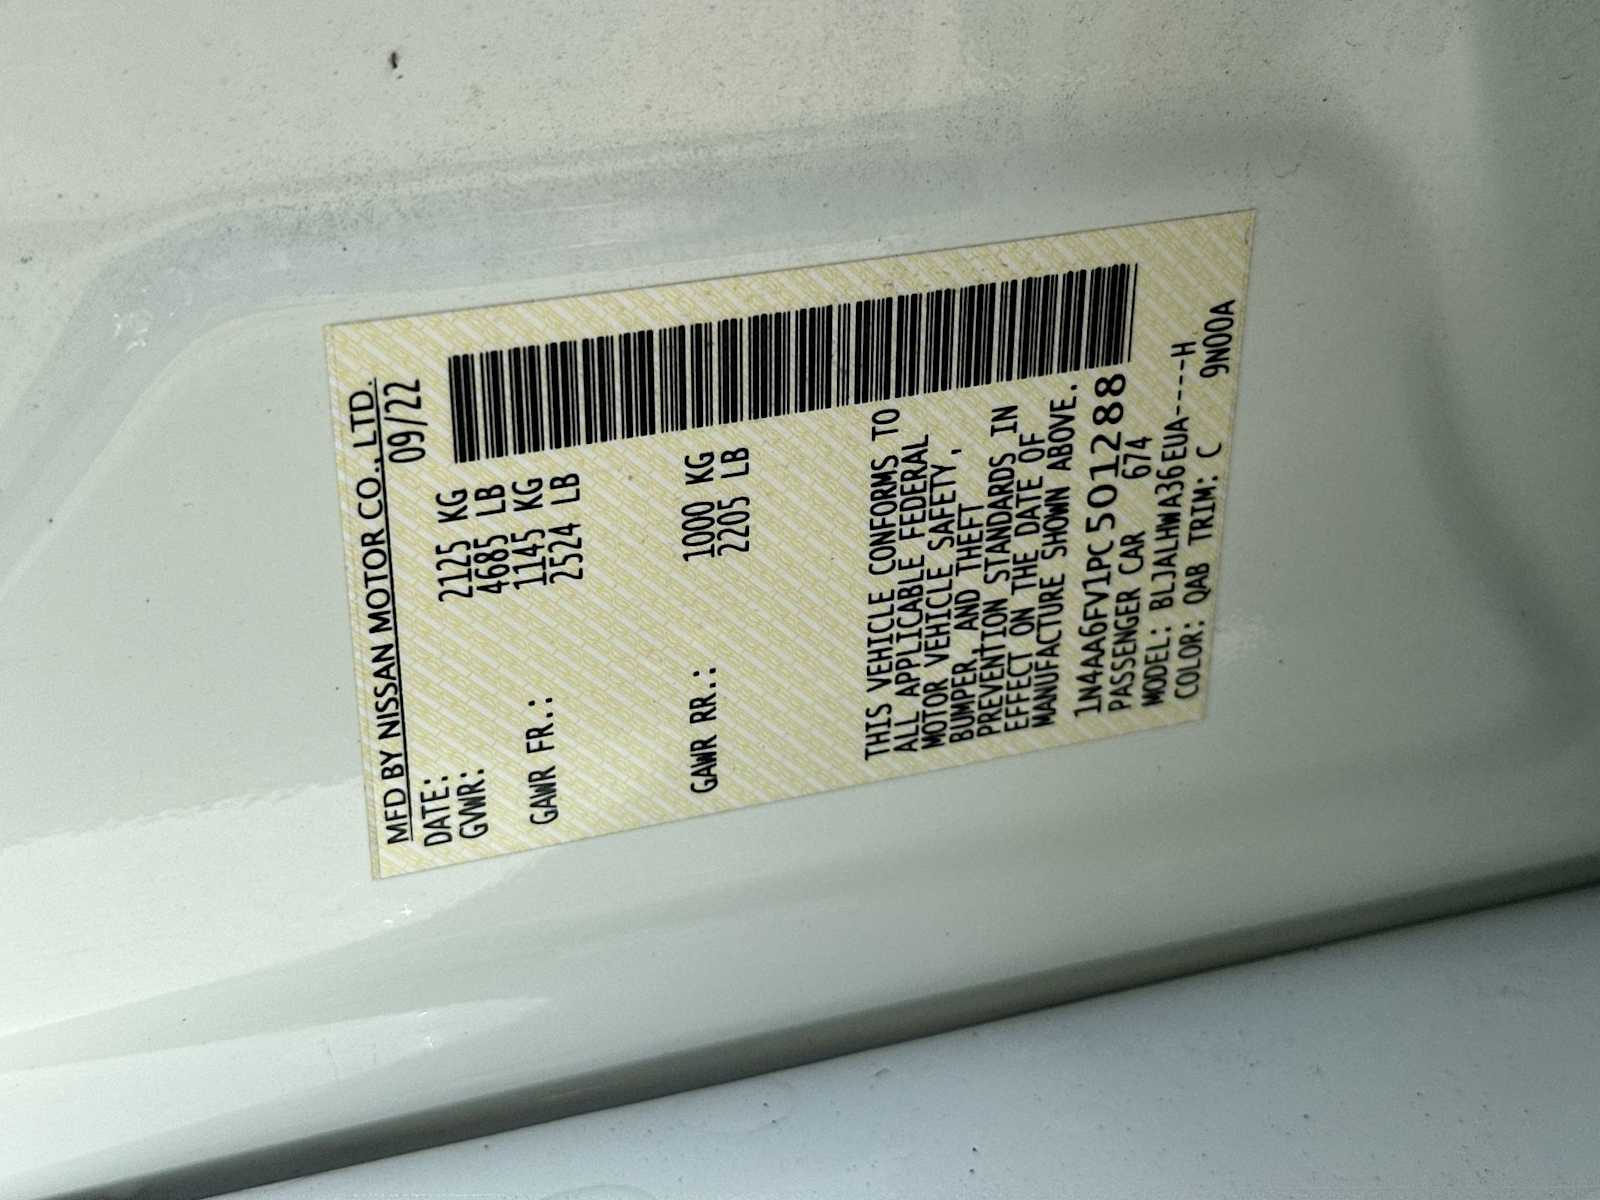 MFD BY NISSAN MOTOR CO., LTD.
DATE: 09/22
GVWR: 2125 KG
4685 LB
GAWR FR.: 1145 KG
2524 LB
GAWR RR.: 1000 KG
2205 LB
THIS VEHICLE CONFORMS TO
ALL APPLICABLE FEDERAL
MOTOR VEHICLE SAFETY,
BUMPER, AND THEFT
PREVENTION STANDARDS IN
EFFECT ON THE DATE OF
MANUFACTURE SHOWN ABOVE.
1N4AA6FV1PC501288
PASSENGER CAR 674
MODEL: BLJALHWA36EUA----H
COLOR: QAB TRIM: C 9N00A